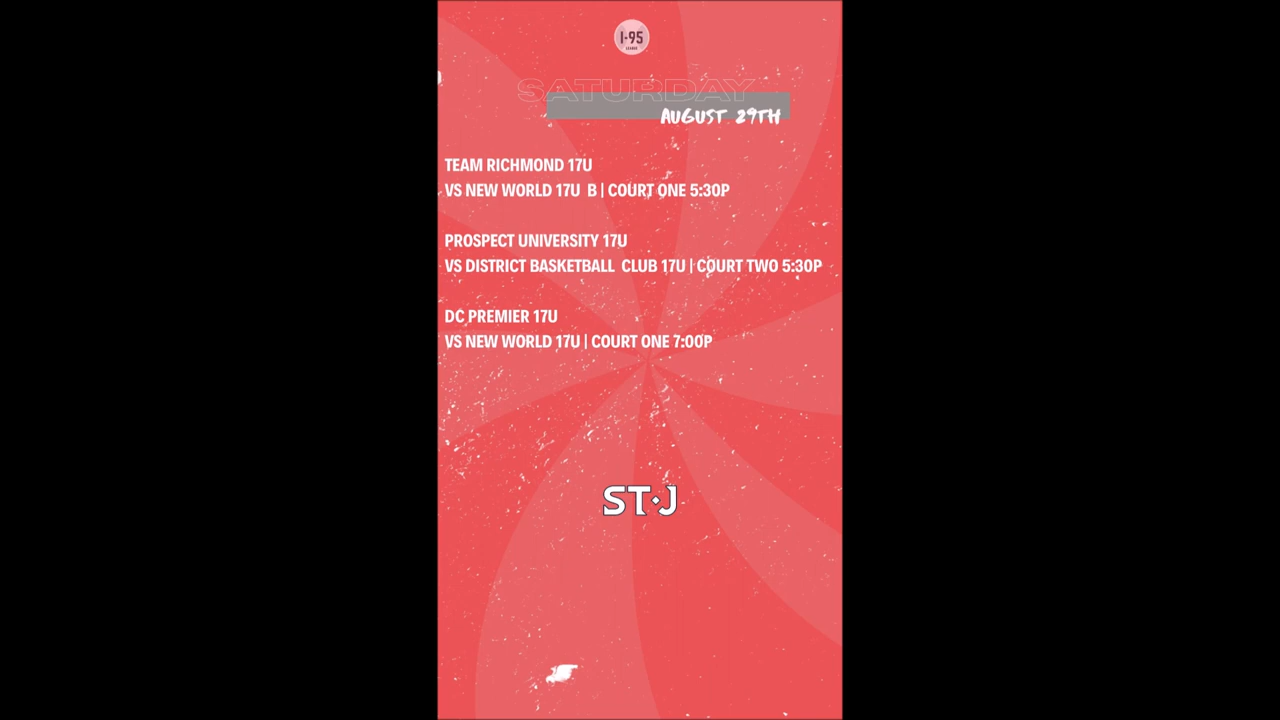 I-95
LEAGUE
SATURDAY
AUGUST 29TH
TEAM RICHMOND 17U
VS NEW WORLD 17U B | COURT ONE 5:30P
PROSPECT UNIVERSITY 17U
VS DISTRICT BASKETBALL CLUB 17U | COURT TWO 5:30P
DC PREMIER 17U
VS NEW WORLD 17U | COURT ONE 7:00P
ST·J